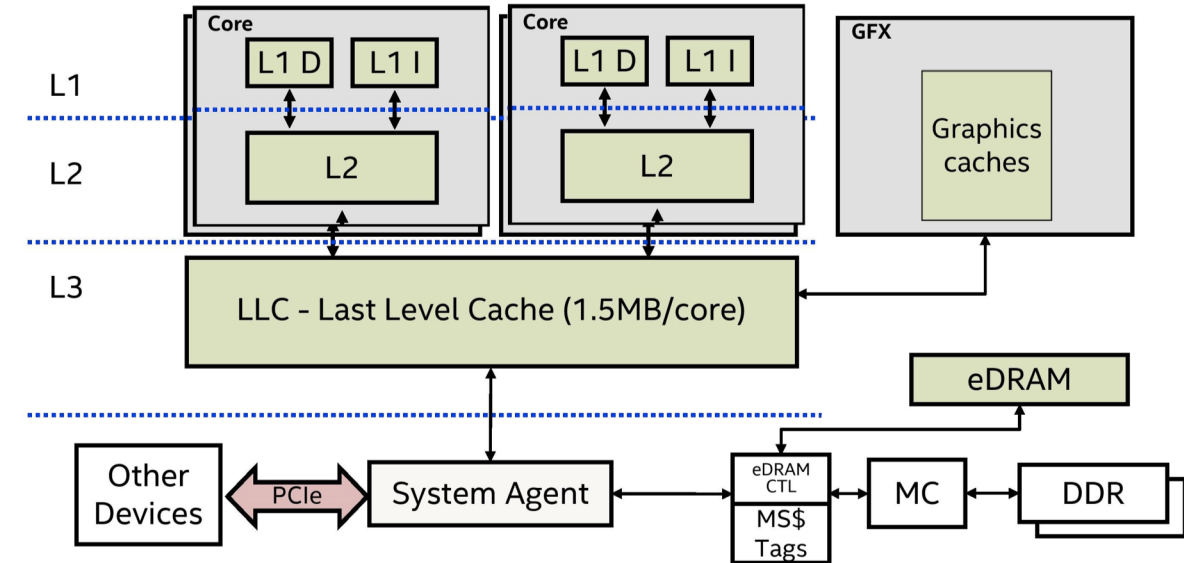 Core
Core
GFX
L1
L1 D
L1 I
L1 D
L1 I
Graphics
caches
L2
L2
L2
L3
LLC - Last Level Cache (1.5MB/core)
eDRAM
Other
Devices
PCIe
System Agent
eDRAM
CTL
MS$
Tags
MC
DDR